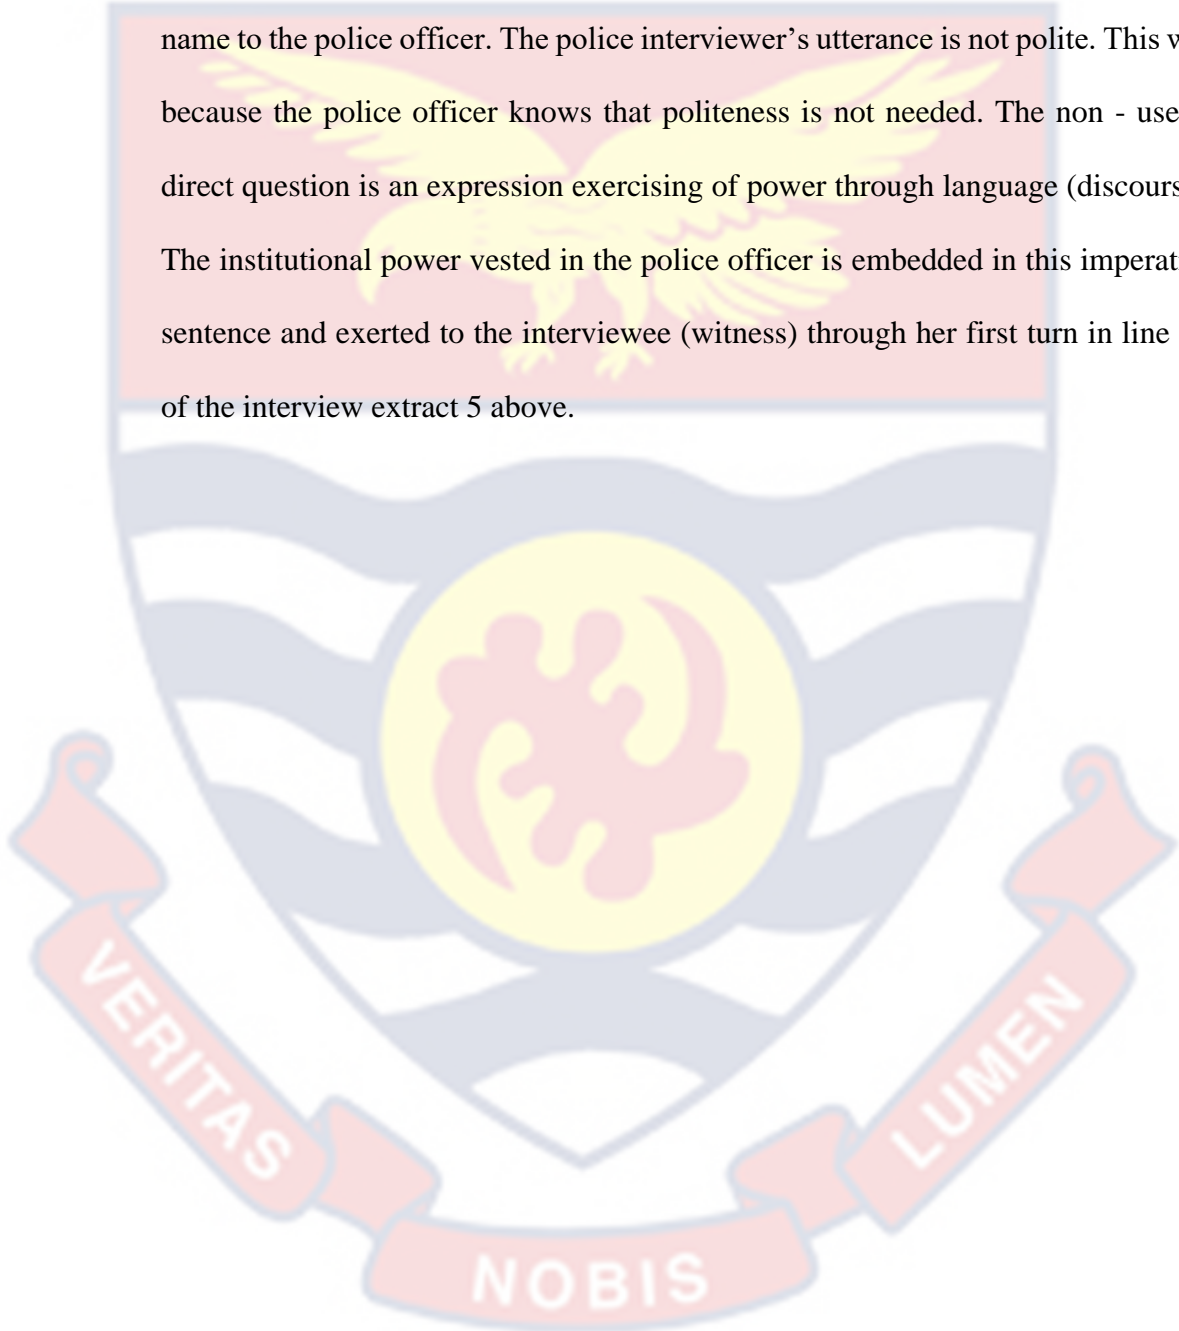 name to the police officer. The police interviewer's utterance is not polite. This w
because the police officer knows that politeness is not needed. The non - use
direct question is an expression exercising of power through language (discours
The institutional power vested in the police officer is embedded in this imperati
sentence and exerted to the interviewee (witness) through her first turn in line
of the interview extract 5 above.
VERITAS
NOBIS
LUMEN